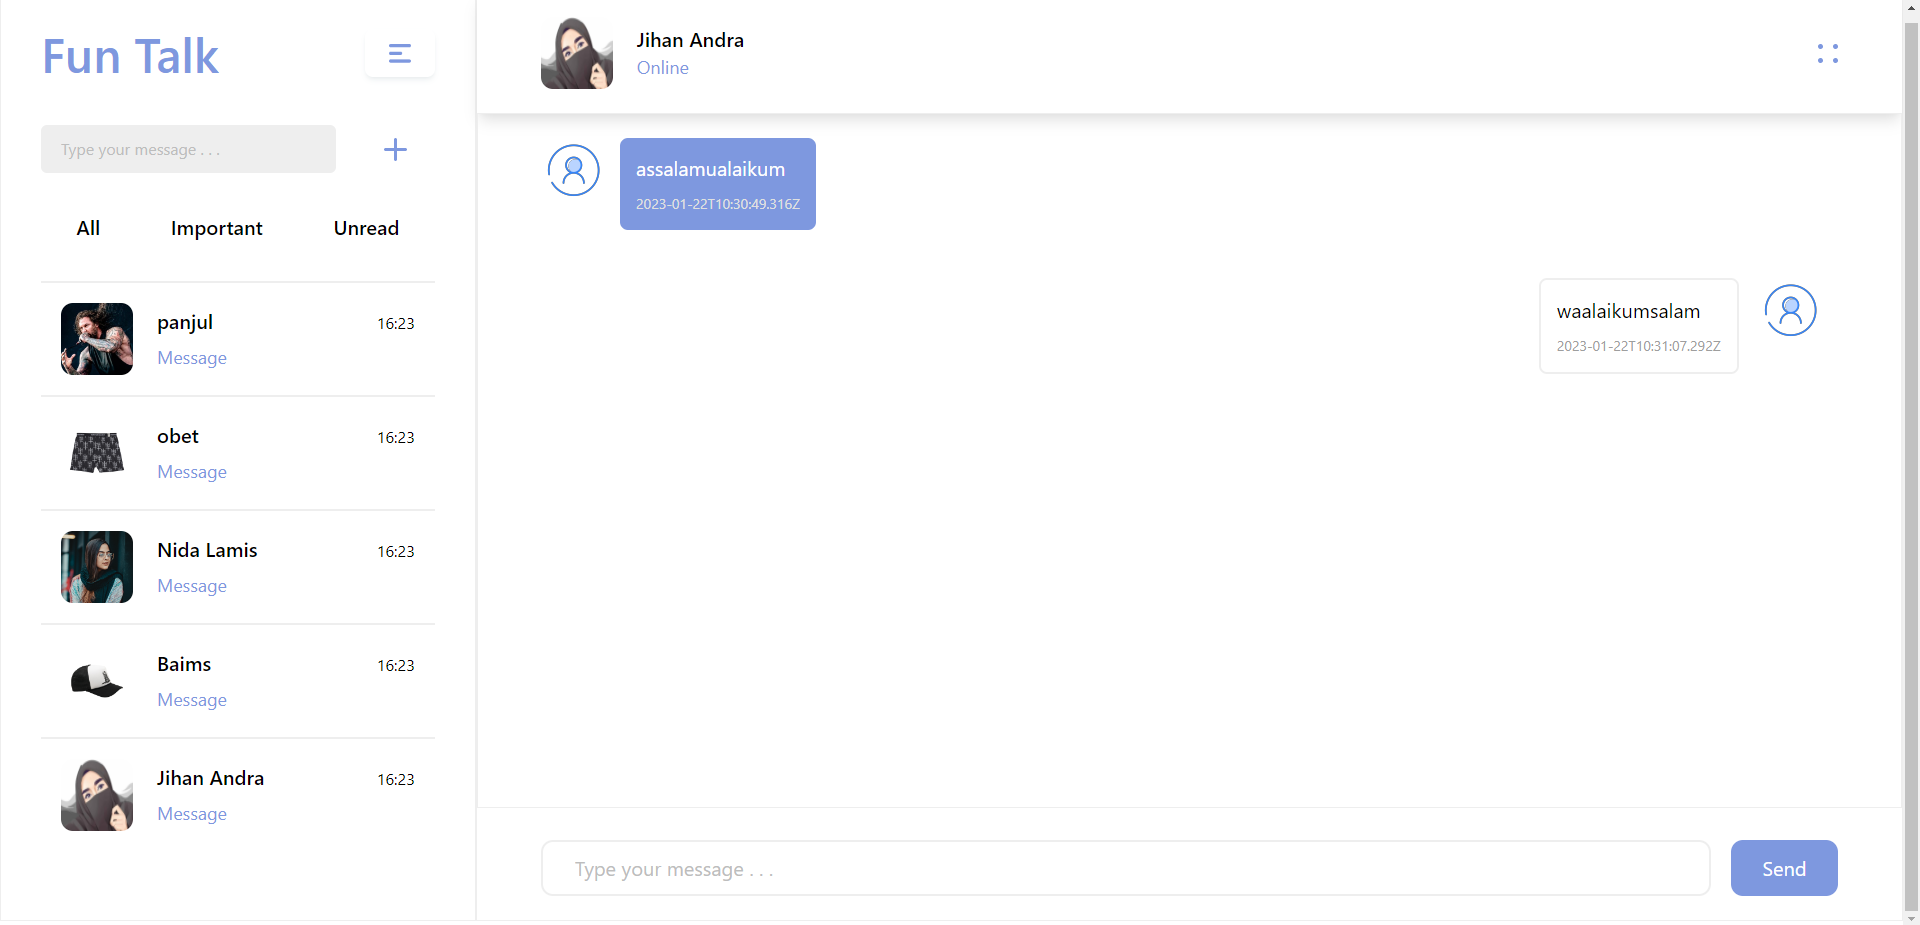 Fun Talk
Type your message . . .
All Important Unread
panjul 16:23
Message
obet 16:23
Message
Nida Lamis 16:23
Message
Baims 16:23
Message
Jihan Andra 16:23
Message
Jihan Andra
Online
assalamualaikum
2023-01-22T10:30:49.316Z
waalaikumsalam
2023-01-22T10:31:07.292Z
Type your message . . .
Send